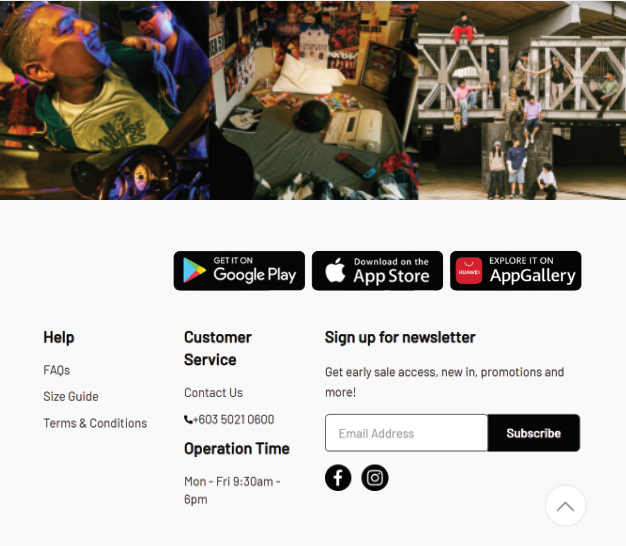 GET IT ON
Google Play
Download on the
App Store
HUAWEI
EXPLORE IT ON
AppGallery
Help
FAQs
Size Guide
Terms & Conditions
Customer
Service
Contact Us
+603 5021 0600
Operation Time
Mon - Fri 9:30am -
6pm
Sign up for newsletter
Get early sale access, new in, promotions and
more!
Email Address
Subscribe